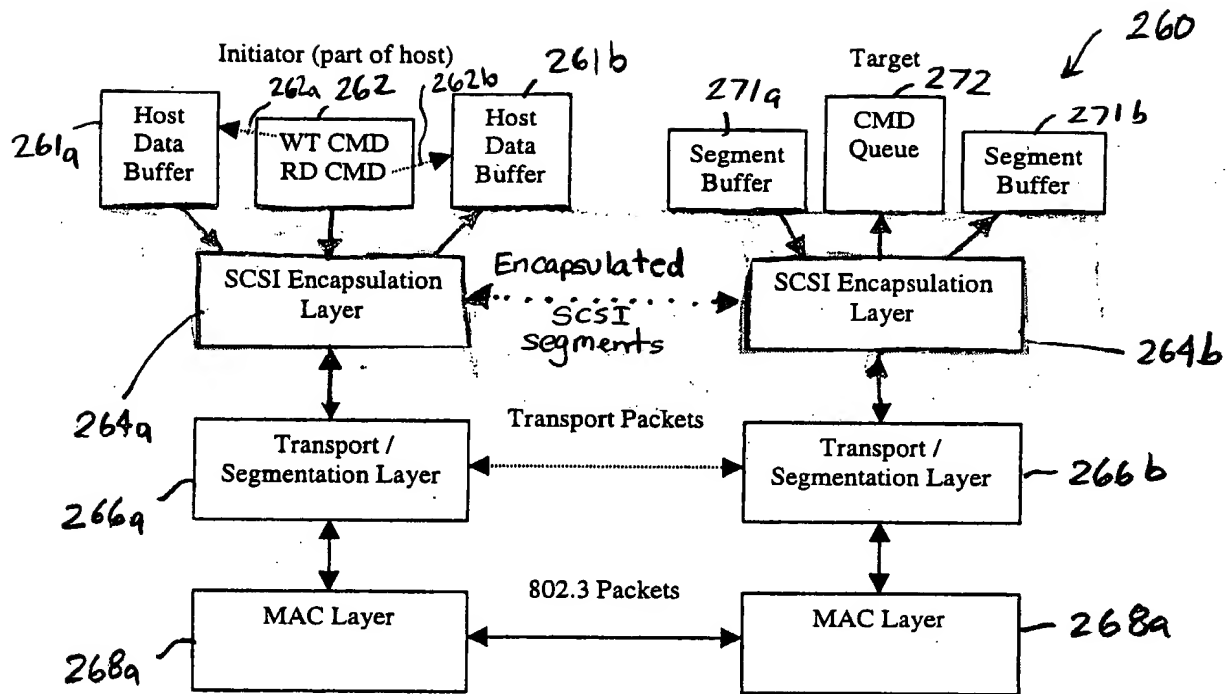 260
Initiator (part of host)
261b
Target
262a
262
262b
271a
272
271b
261a
Host
Data
Buffer
WT CMD
RD CMD
Host
Data
Buffer
Segment
Buffer
CMD
Queue
Segment
Buffer
SCSI Encapsulation
Layer
Encapsulated
SCSI
segments
SCSI Encapsulation
Layer
264a
264b
Transport Packets
Transport /
Segmentation Layer
Transport /
Segmentation Layer
266a
266b
802.3 Packets
MAC Layer
MAC Layer
268a
268a